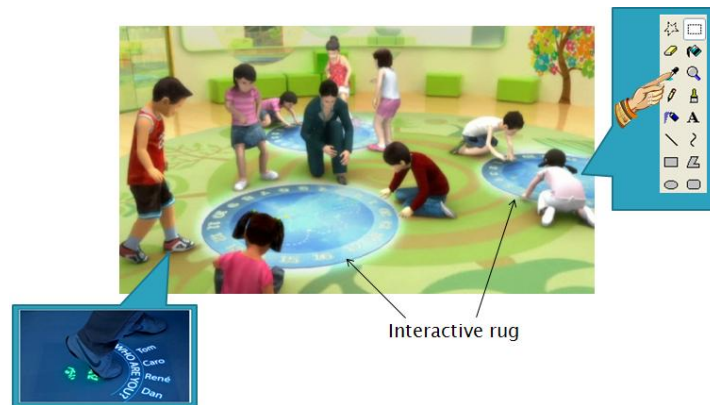 A
Interactive rug
WHO ARE YOU?
Tom
Caro
René
Dan